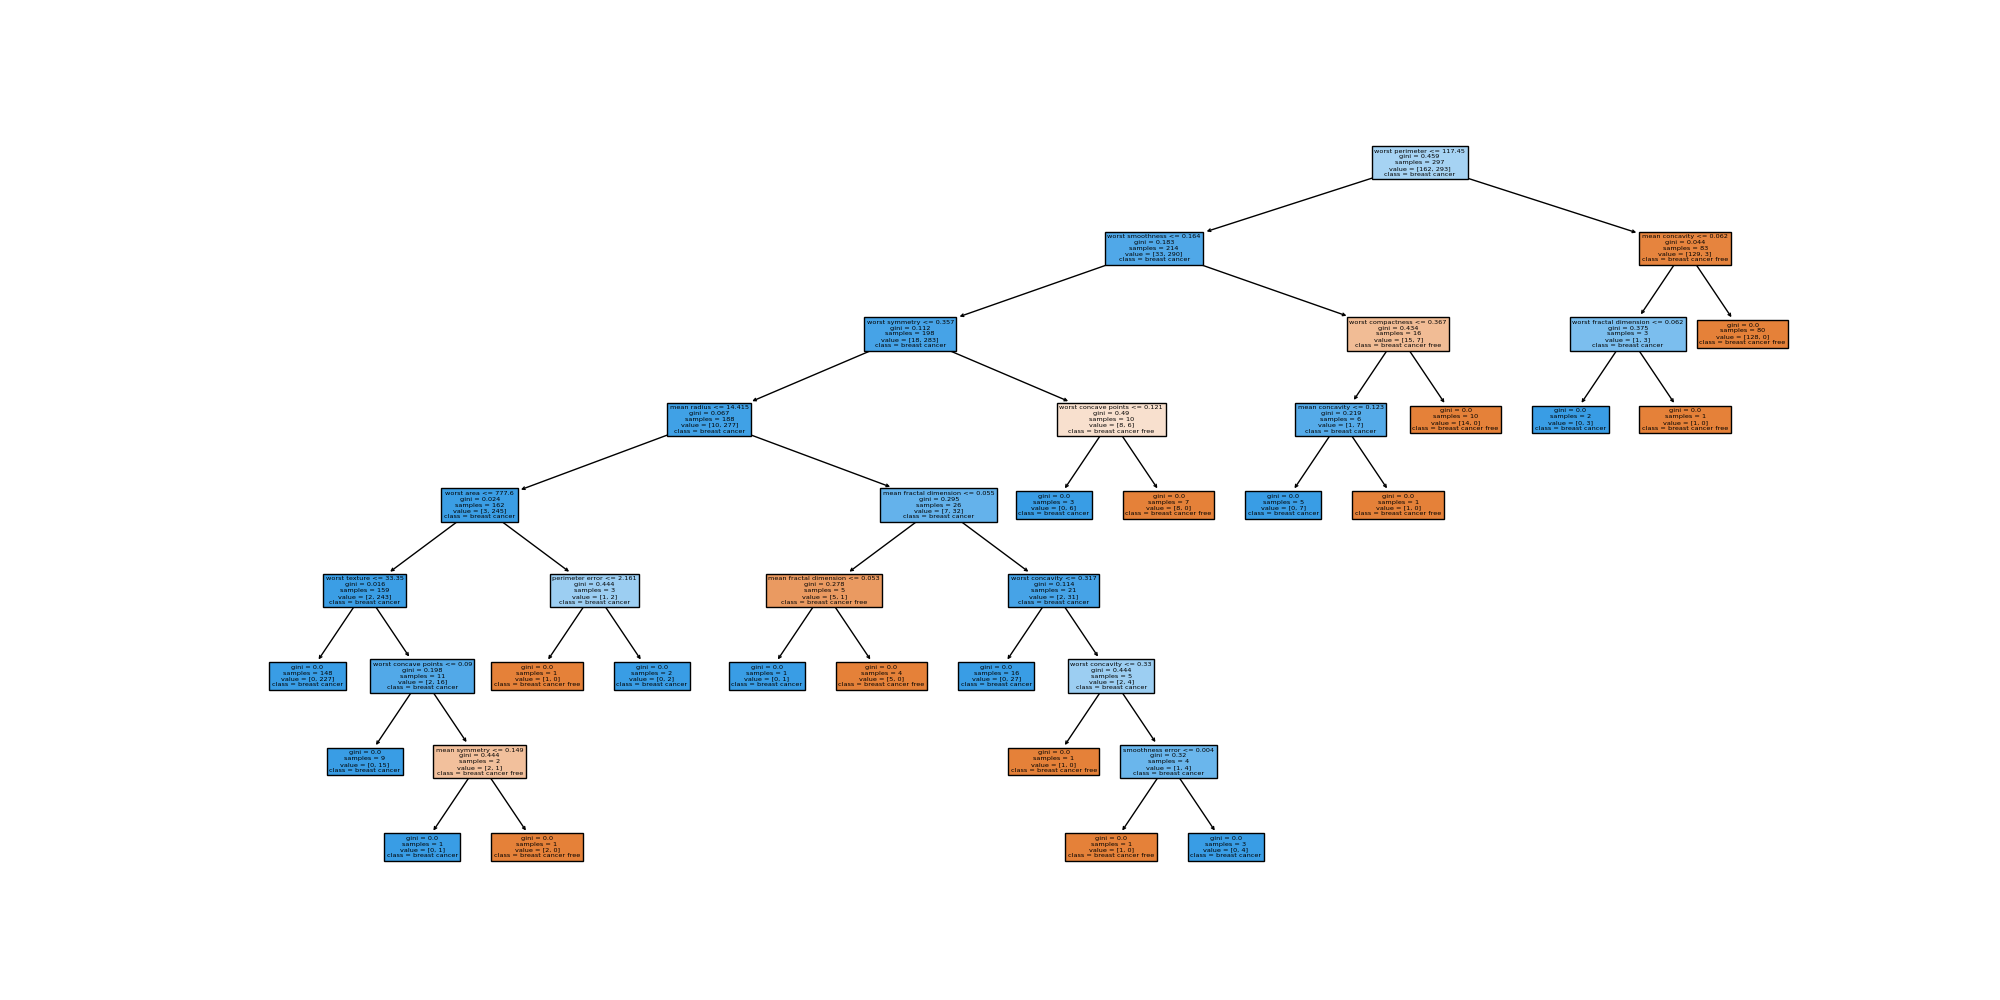 worst perimeter <= 117.45
gini = 0.459
samples = 297
value = [162, 293]
class = breast cancer
worst smoothness <= 0.164
gini = 0.183
samples = 214
value = [33, 290]
class = breast cancer
mean concavity <= 0.062
gini = 0.044
samples = 83
value = [129, 3]
class = breast cancer free
worst symmetry <= 0.357
gini = 0.112
samples = 198
value = [18, 283]
class = breast cancer
worst compactness <= 0.367
gini = 0.434
samples = 16
value = [15, 7]
class = breast cancer free
worst fractal dimension <= 0.062
gini = 0.375
samples = 3
value = [1, 3]
class = breast cancer
gini = 0.0
samples = 80
value = [128, 0]
class = breast cancer free
mean radius <= 14.415
gini = 0.067
samples = 188
value = [10, 277]
class = breast cancer
worst concave points <= 0.121
gini = 0.49
samples = 10
value = [8, 6]
class = breast cancer free
mean concavity <= 0.123
gini = 0.219
samples = 6
value = [1, 7]
class = breast cancer
gini = 0.0
samples = 10
value = [14, 0]
class = breast cancer free
gini = 0.0
samples = 2
value = [0, 3]
class = breast cancer
gini = 0.0
samples = 1
value = [1, 0]
class = breast cancer free
worst area <= 777.6
gini = 0.024
samples = 162
value = [3, 245]
class = breast cancer
mean fractal dimension <= 0.055
gini = 0.295
samples = 26
value = [7, 32]
class = breast cancer
gini = 0.0
samples = 3
value = [0, 6]
class = breast cancer
gini = 0.0
samples = 7
value = [8, 0]
class = breast cancer free
gini = 0.0
samples = 5
value = [0, 7]
class = breast cancer
gini = 0.0
samples = 1
value = [1, 0]
class = breast cancer free
worst texture <= 33.35
gini = 0.016
samples = 159
value = [2, 243]
class = breast cancer
perimeter error <= 2.161
gini = 0.444
samples = 3
value = [1, 2]
class = breast cancer
mean fractal dimension <= 0.053
gini = 0.278
samples = 5
value = [5, 1]
class = breast cancer free
worst concavity <= 0.317
gini = 0.114
samples = 21
value = [2, 31]
class = breast cancer
gini = 0.0
samples = 148
value = [0, 227]
class = breast cancer
worst concave points <= 0.09
gini = 0.198
samples = 11
value = [2, 16]
class = breast cancer
gini = 0.0
samples = 1
value = [1, 0]
class = breast cancer free
gini = 0.0
samples = 2
value = [0, 2]
class = breast cancer
gini = 0.0
samples = 1
value = [0, 1]
class = breast cancer
gini = 0.0
samples = 4
value = [5, 0]
class = breast cancer free
gini = 0.0
samples = 16
value = [0, 27]
class = breast cancer
worst concavity <= 0.33
gini = 0.444
samples = 5
value = [2, 4]
class = breast cancer
gini = 0.0
samples = 9
value = [0, 15]
class = breast cancer
mean symmetry <= 0.149
gini = 0.444
samples = 2
value = [2, 1]
class = breast cancer free
gini = 0.0
samples = 1
value = [1, 0]
class = breast cancer free
smoothness error <= 0.004
gini = 0.32
samples = 4
value = [1, 4]
class = breast cancer
gini = 0.0
samples = 1
value = [0, 1]
class = breast cancer
gini = 0.0
samples = 1
value = [2, 0]
class = breast cancer free
gini = 0.0
samples = 1
value = [1, 0]
class = breast cancer free
gini = 0.0
samples = 3
value = [0, 4]
class = breast cancer